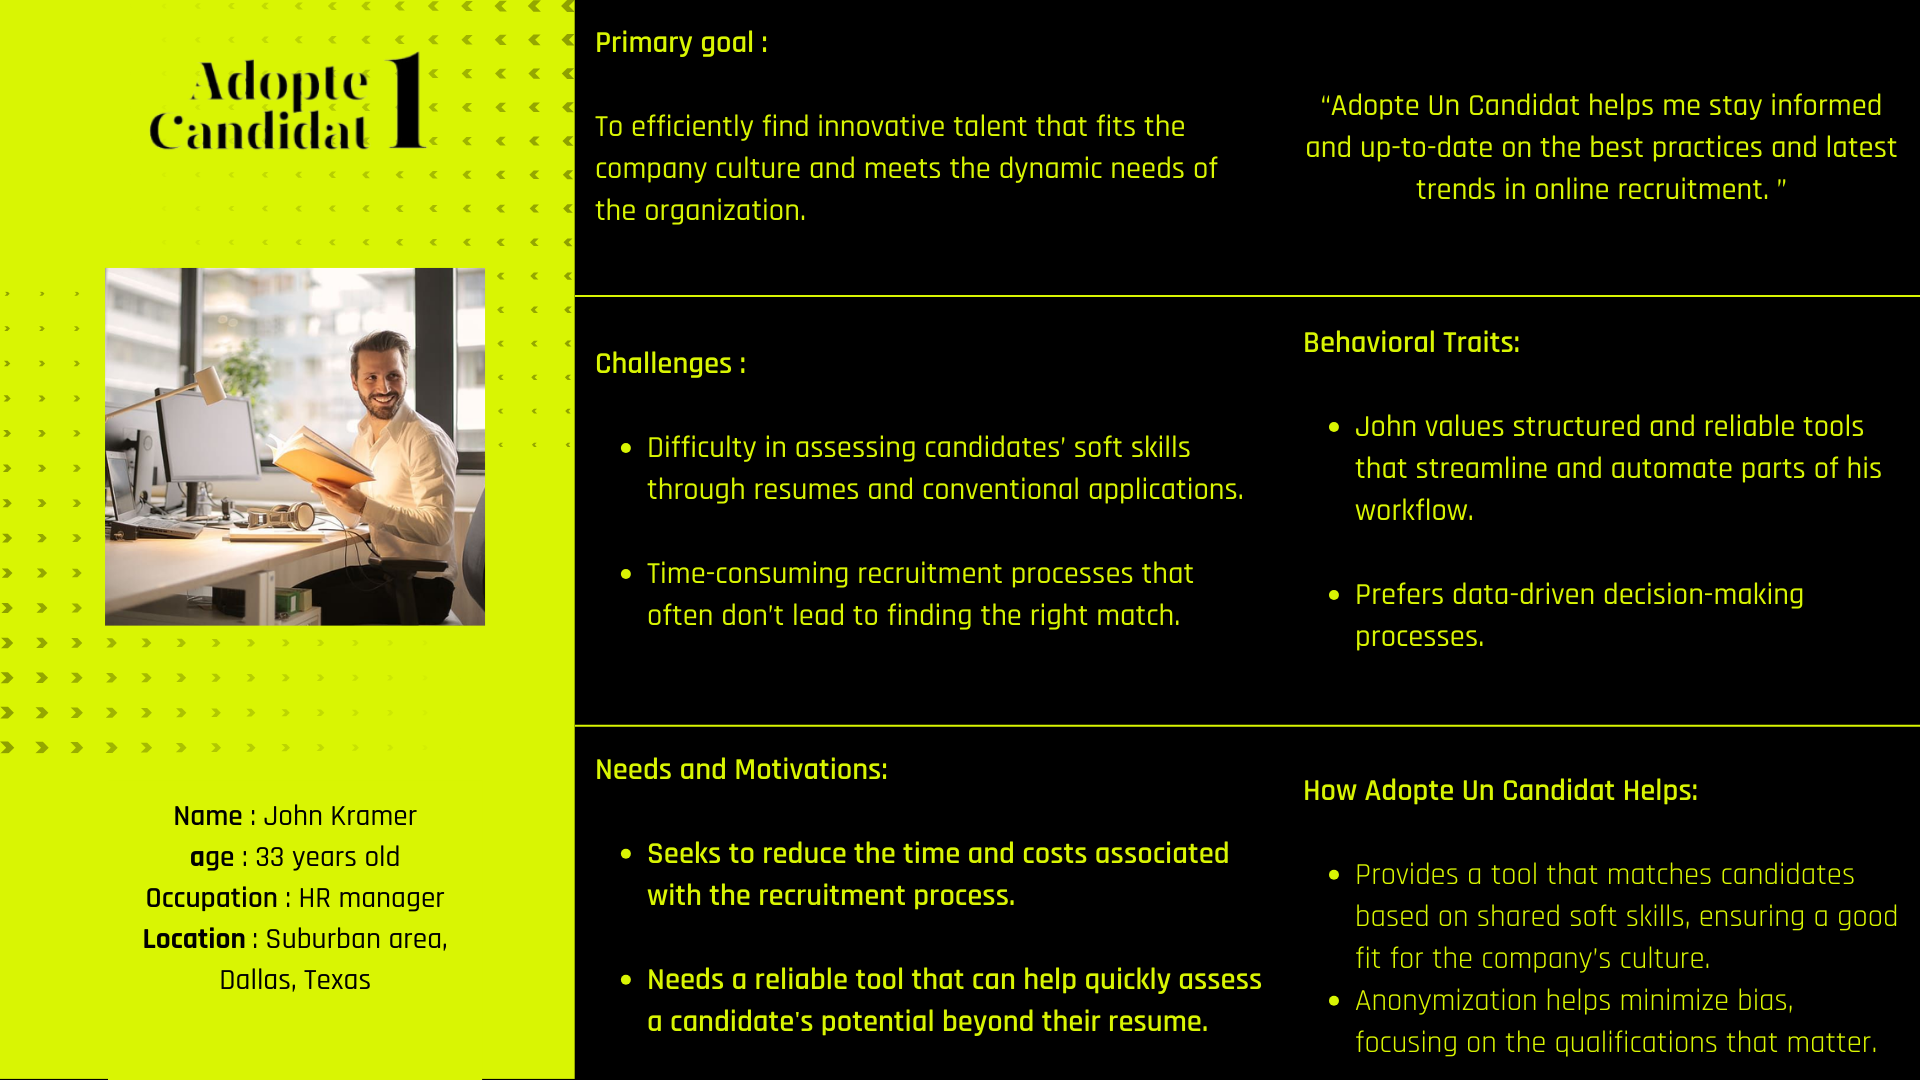 Adopte
Candidat 1
Name : John Kramer
age : 33 years old
Occupation : HR manager
Location : Suburban area,
Dallas, Texas
Primary goal :
To efficiently find innovative talent that fits the
company culture and meets the dynamic needs of
the organization.
“Adopte Un Candidat helps me stay informed
and up-to-date on the best practices and latest
trends in online recruitment. ”
Challenges :
• Difficulty in assessing candidates’ soft skills
through resumes and conventional applications.
• Time-consuming recruitment processes that
often don’t lead to finding the right match.
Behavioral Traits:
• John values structured and reliable tools
that streamline and automate parts of his
workflow.
• Prefers data-driven decision-making
processes.
Needs and Motivations:
• Seeks to reduce the time and costs associated
with the recruitment process.
• Needs a reliable tool that can help quickly assess
a candidate's potential beyond their resume.
How Adopte Un Candidat Helps:
• Provides a tool that matches candidates
based on shared soft skills, ensuring a good
fit for the company’s culture.
• Anonymization helps minimize bias,
focusing on the qualifications that matter.